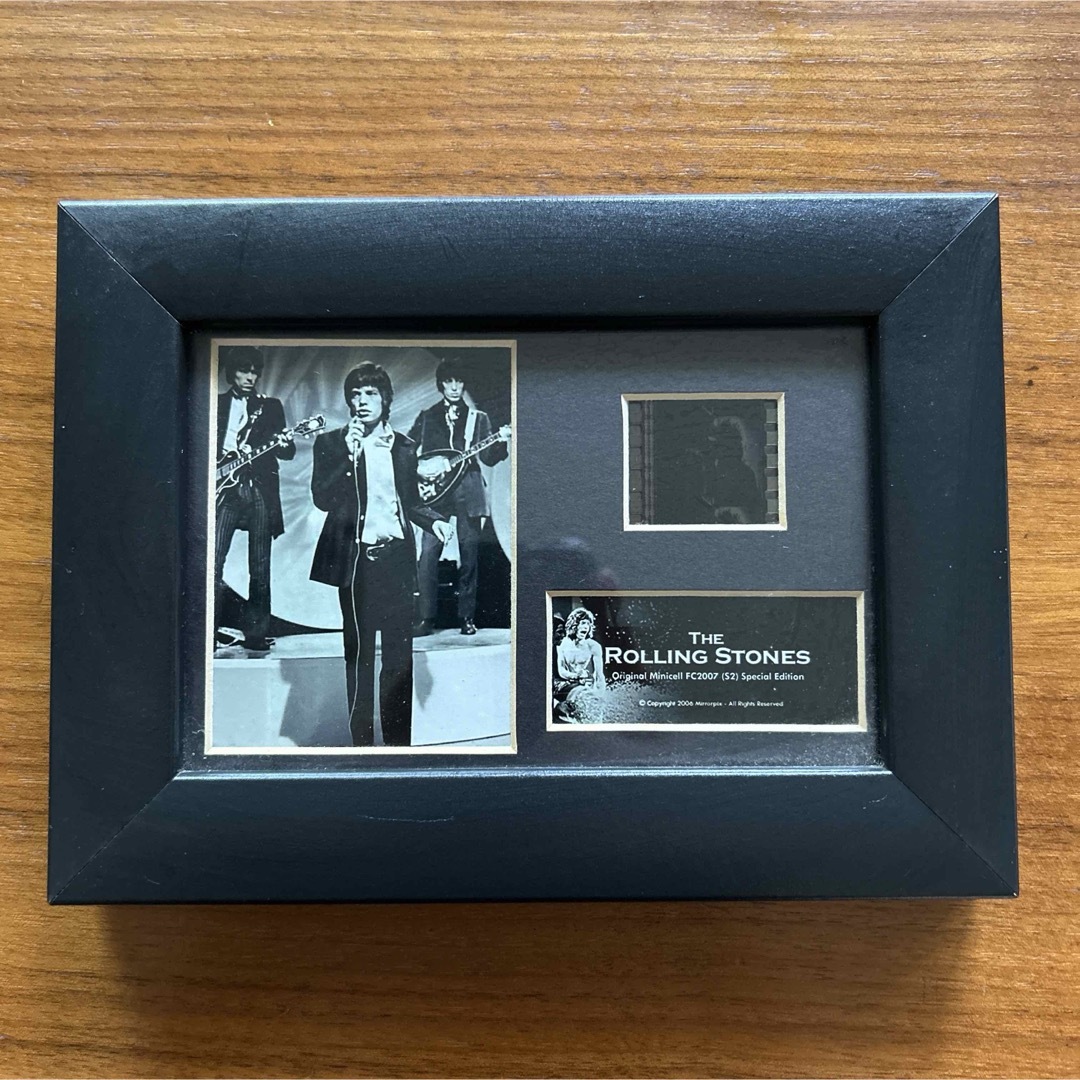 THE
ROLLING STONES
Original Minicell FC2007 (S2) Special Edition
© Copyright 2006 Mirrorpix - All Rights Reserved